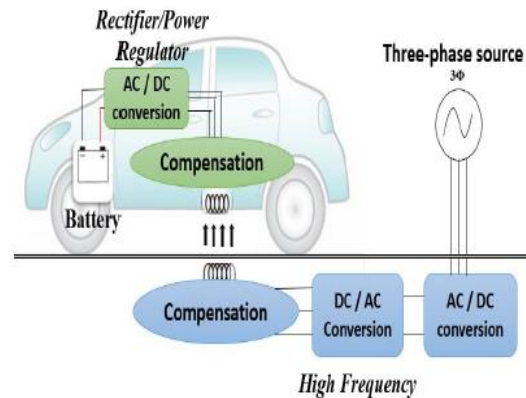 Rectifier/Power
Regulator
AC / DC
conversion
Three-phase source
3Φ
Compensation
- +
Battery
Compensation
DC / AC
Conversion
AC / DC
conversion
High Frequency